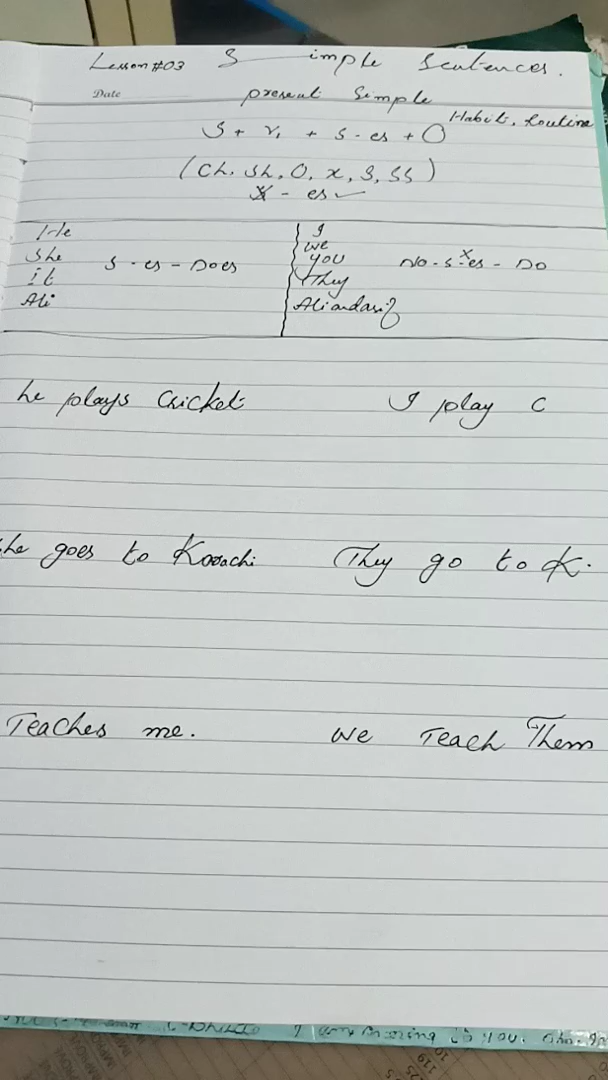 Lesson #03 Simple Sentences.
Date present Simple
Habit, Routine
S + V1 + s-es + O
(Ch, Sh, O, x, S, SS)
es ✓
He
She
it
Ali
S-es - Does
I
we
you
They
Ali and Asif
No-s-es - Do
he plays Cricket
I play C
he goes to Karachi
They go to K.
Teaches me.
we Teach Them